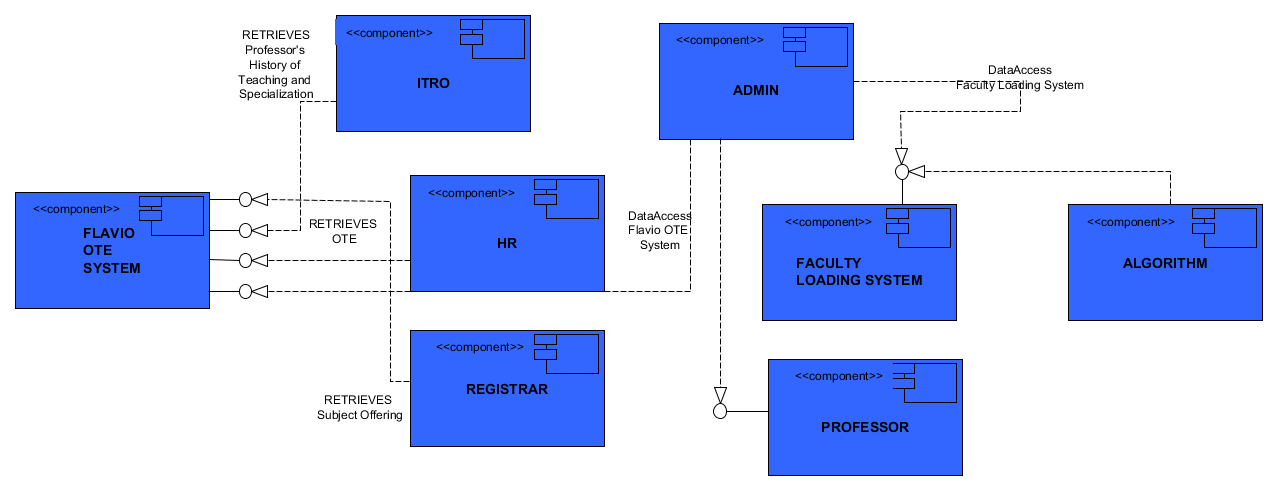 RETRIEVES
Professor's
History of
Teaching and
Specialization
<<component>>
ITRO
<<component>>
ADMIN
DataAccess
Faculty Loading System
<<component>>
FLAVIO
OTE
SYSTEM
RETRIEVES
OTE
<<component>>
HR
DataAccess
Flavio OTE
System
<<component>>
FACULTY
LOADING SYSTEM
<<component>>
ALGORITHM
<<component>>
REGISTRAR
RETRIEVES
Subject Offering
<<component>>
PROFESSOR